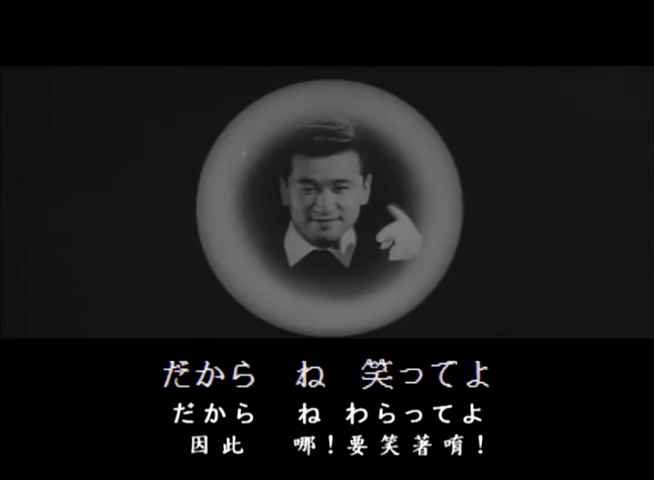 だから ね 笑ってよ
だから ね わらってよ
因此 哪！要笑著唷！